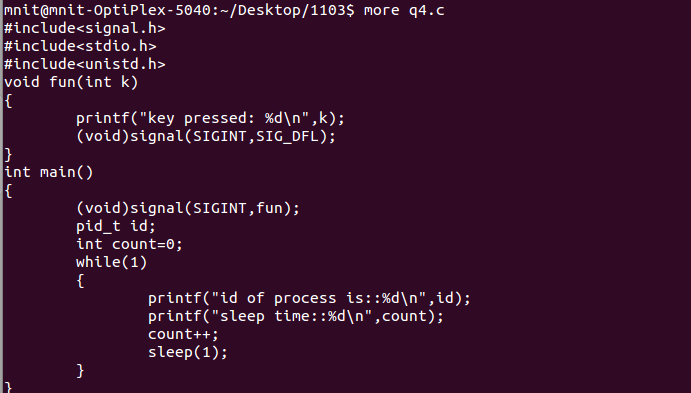 mnit@mnit-OptiPlex-5040:~/Desktop/1103$ more q4.c
#include<signal.h>
#include<stdio.h>
#include<unistd.h>
void fun(int k)
{
        printf("key pressed: %d\n",k);
        (void)signal(SIGINT,SIG_DFL);
}
int main()
{
        (void)signal(SIGINT,fun);
        pid_t id;
        int count=0;
        while(1)
        {
                printf("id of process is::%d\n",id);
                printf("sleep time::%d\n",count);
                count++;
                sleep(1);
        }
}